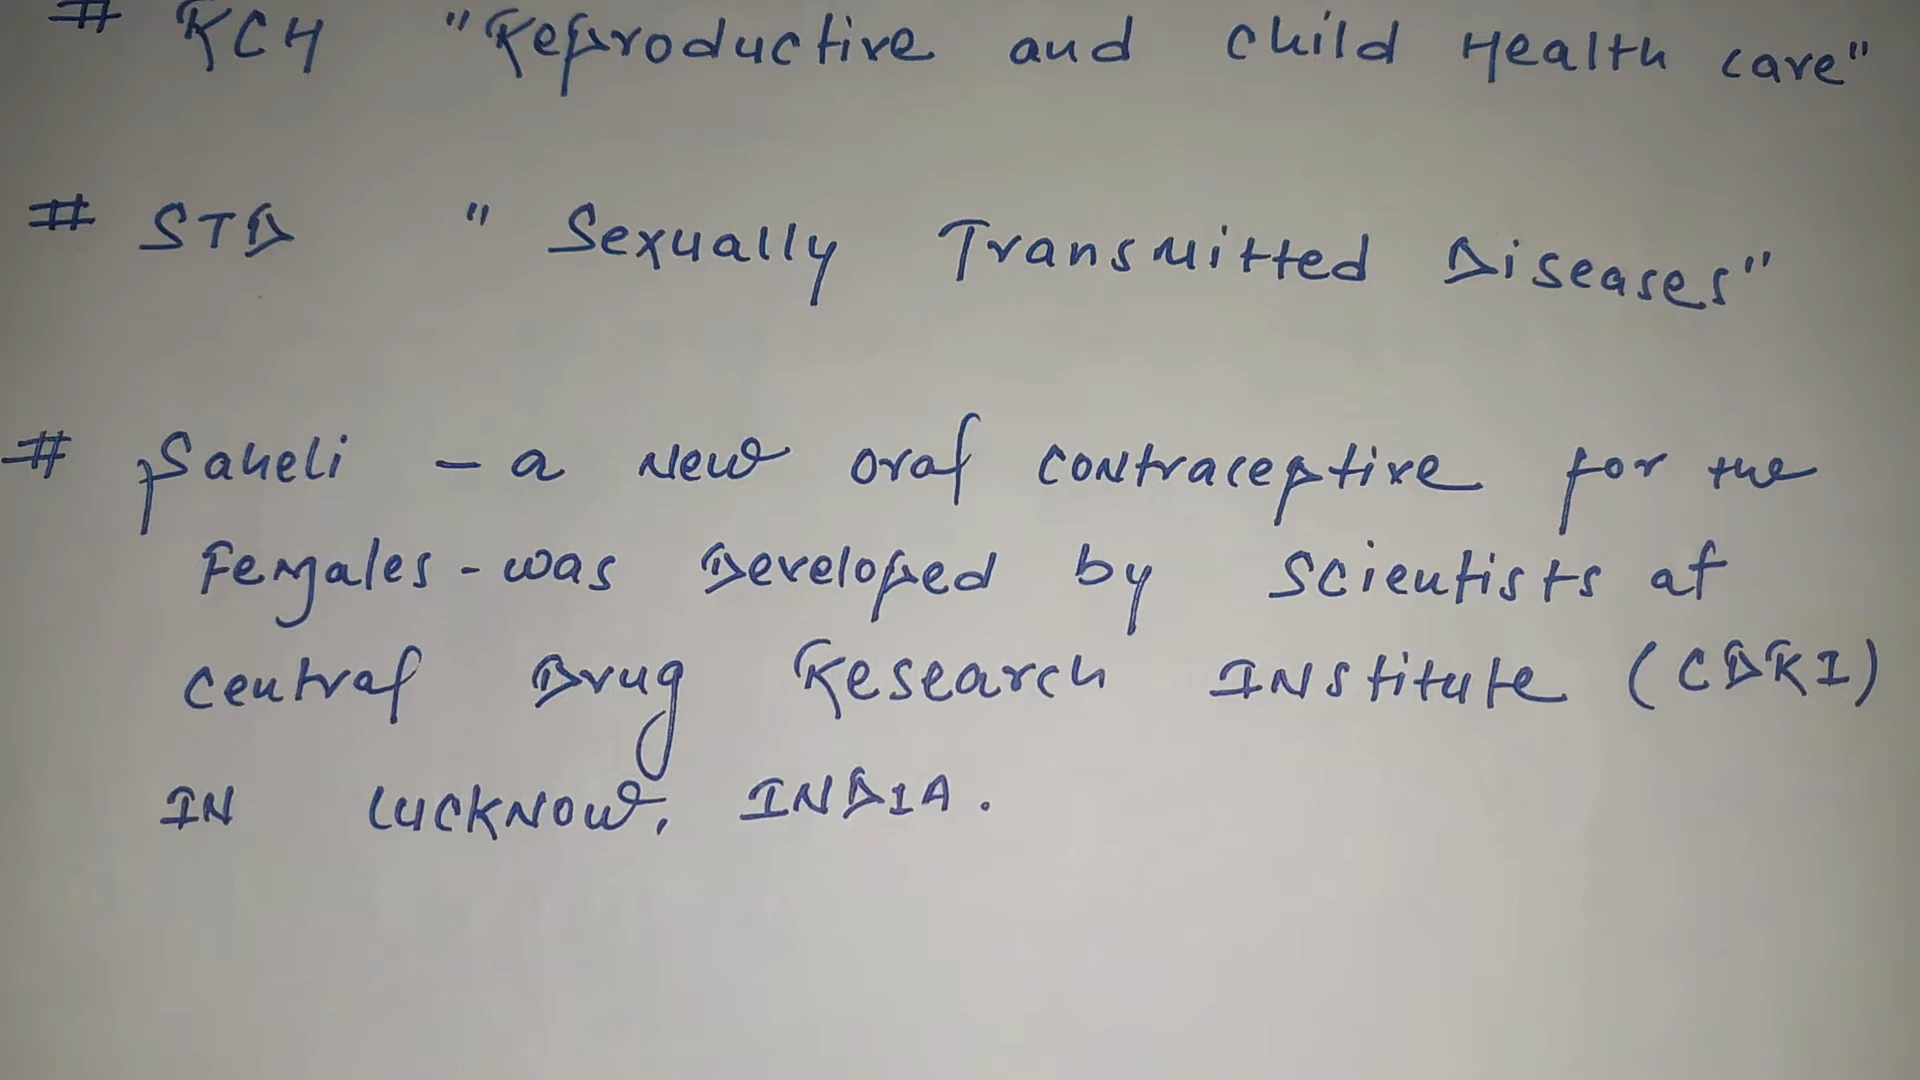 # RCH "Reproductive and child Health care"
# STD "Sexually Transmitted Diseases"
# Saheli - a New oral contraceptive for the
Females - was Developed by scientists at
central Drug Research INstitute (CDRI)
IN LUCKNOW, INDIA.